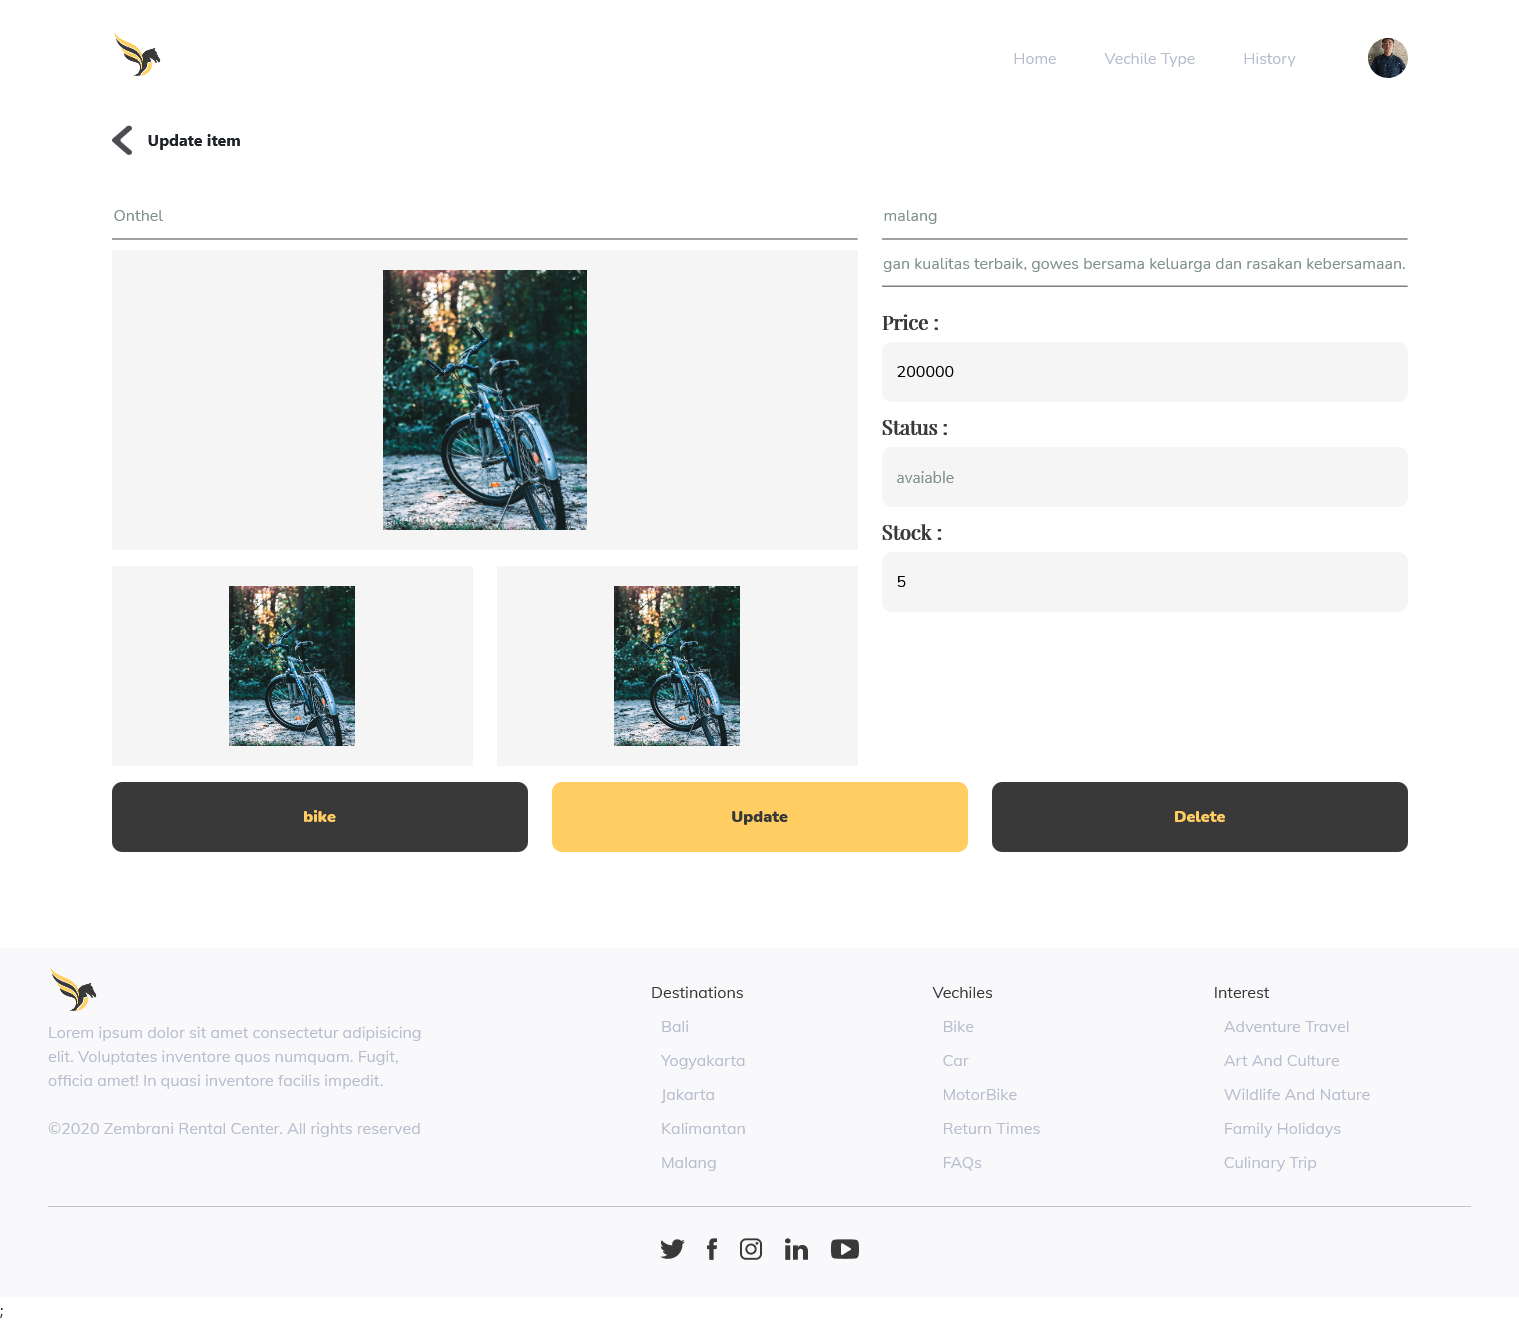 Home
Vechile Type
History
Update item
Onthel
malang
gan kualitas terbaik, gowes bersama keluarga dan rasakan kebersamaan.
Price :
200000
Status :
avaiable
Stock :
5
bike
Update
Delete
Lorem ipsum dolor sit amet consectetur adipisicing
elit. Voluptates inventore quos numquam. Fugit,
officia amet! In quasi inventore facilis impedit.
©2020 Zembrani Rental Center. All rights reserved
Destinations
Bali
Yogyakarta
Jakarta
Kalimantan
Malang
Vechiles
Bike
Car
MotorBike
Return Times
FAQs
Interest
Adventure Travel
Art And Culture
Wildlife And Nature
Family Holidays
Culinary Trip
;